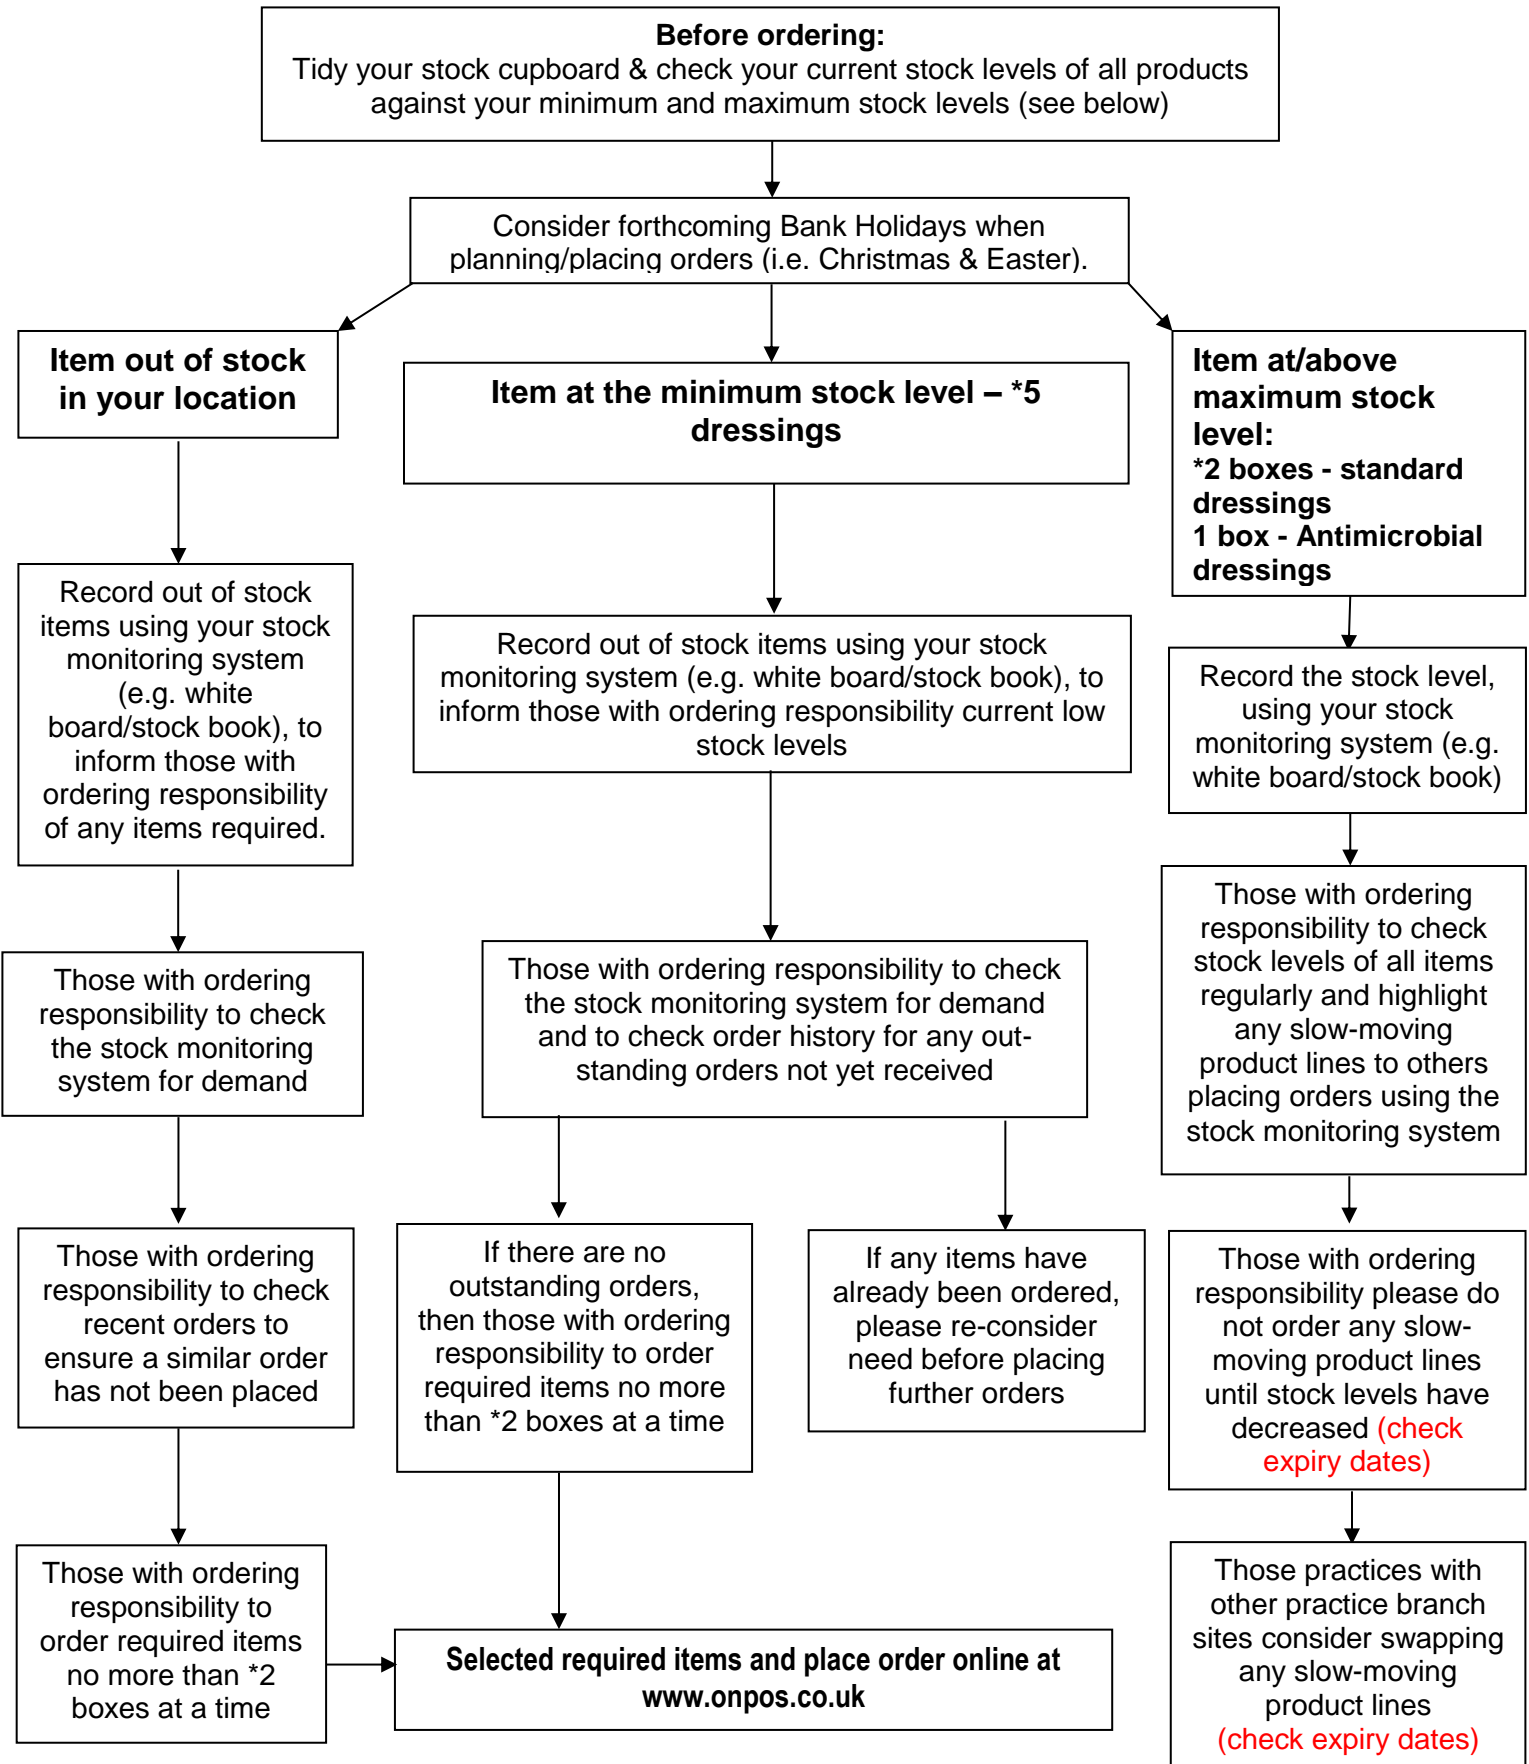 Before ordering:
Tidy your stock cupboard & check your current stock levels of all products
against your minimum and maximum stock levels (see below)
Consider forthcoming Bank Holidays when
planning/placing orders (i.e. Christmas & Easter).
Item out of stock
in your location
Record out of stock
items using your stock
monitoring system
(e.g. white
board/stock book), to
inform those with
ordering responsibility
of any items required.
Those with ordering
responsibility to check
the stock monitoring
system for demand
Those with ordering
responsibility to check
recent orders to
ensure a similar order
has not been placed
Those with ordering
responsibility to
order required items
no more than *2
boxes at a time
Item at the minimum stock level – *5
dressings
Record out of stock items using your stock
monitoring system (e.g. white board/stock book), to
inform those with ordering responsibility current low
stock levels
Those with ordering responsibility to check
the stock monitoring system for demand
and to check order history for any out-
standing orders not yet received
If there are no
outstanding orders,
then those with ordering
responsibility to order
required items no more
than *2 boxes at a time
If any items have
already been ordered,
please re-consider
need before placing
further orders
Selected required items and place order online at
www.onpos.co.uk
Item at/above
maximum stock
level:
*2 boxes - standard
dressings
1 box - Antimicrobial
dressings
Record the stock level,
using your stock
monitoring system (e.g.
white board/stock book)
Those with ordering
responsibility to check
stock levels of all items
regularly and highlight
any slow-moving
product lines to others
placing orders using the
stock monitoring system
Those with ordering
responsibility please do
not order any slow-
moving product lines
until stock levels have
decreased (check
expiry dates)
Those practices with
other practice branch
sites consider swapping
any slow-moving
product lines
(check expiry dates)